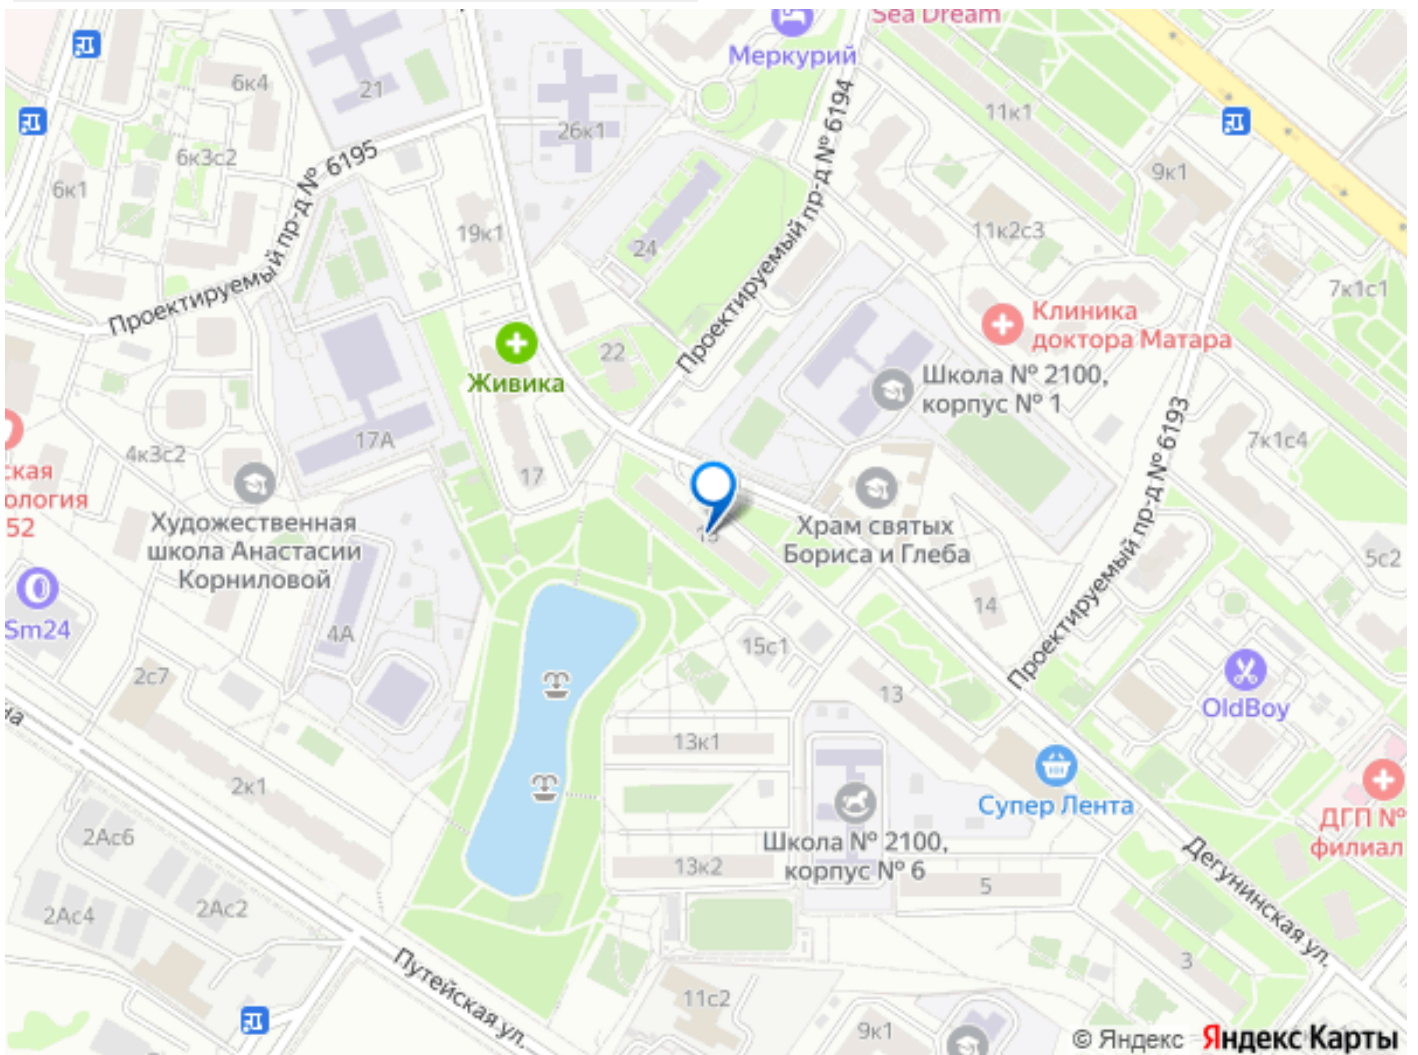 Sea Dream
Меркурий
6к4
21
11к1
26к1
6к3с2
6к1
Проектируемый пр-д № 6195
Проектируемый пр-д № 6194
9к1
19к1
24
11к2с3
7к1с1
Клиника
доктора Матара
22
Живика
Школа № 2100,
корпус № 1
17А
4к3с2
7к1с4
17
ская
ология
52
Художественная
школа Анастасии
Корниловой
Храм святых
Бориса и Глеба
Проектируемый пр-д № 6193
5с2
14
Sm24
4А
15с1
2с7
на
13
OldBoy
13к1
2к1
Супер Лента
2Ас6
Школа № 2100,
корпус № 6
13к2
5
ДГП №
филиал
Дегунинская ул.
2Ас4
2Ас2
3
Путейская ул.
11с2
9к1
© Яндекс Яндекс Карты